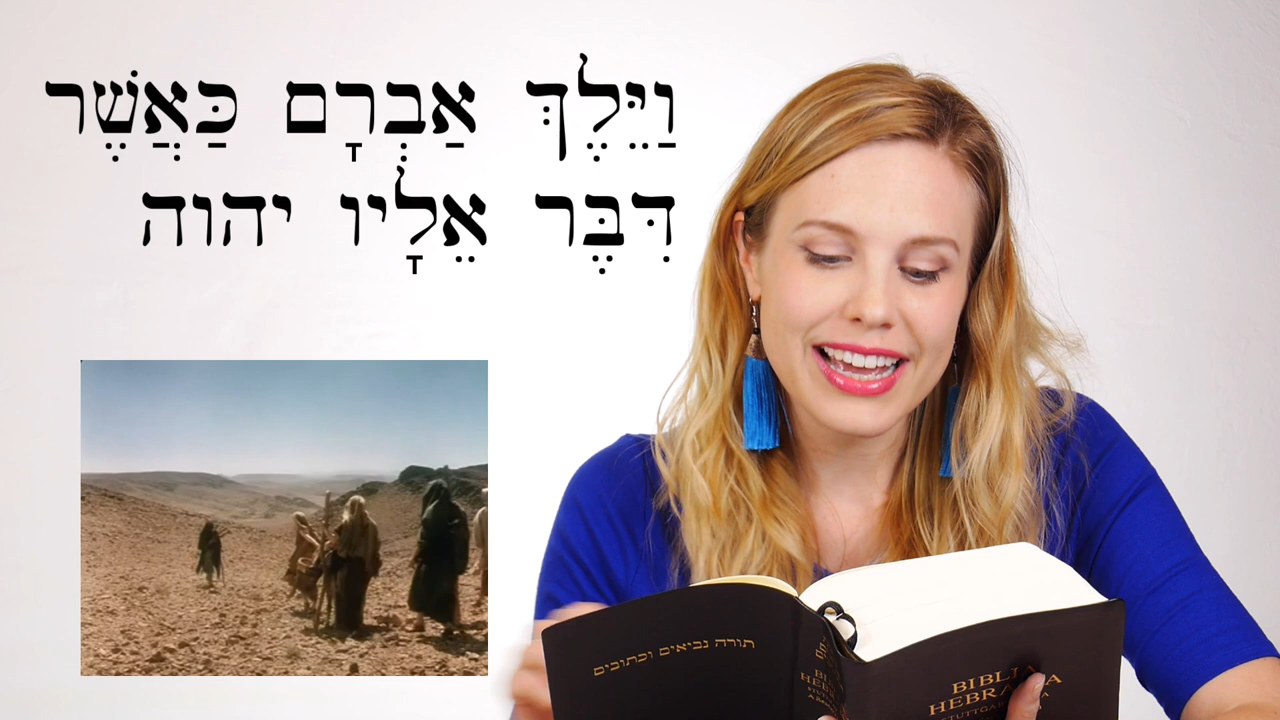 וַיֵּלֶךְ אַבְרָם כַּאֲשֶׁר
דִּבֶּר אֵלָיו יהוה
תורה נביאים וכתובים
BIBLIA
HEBRAICA